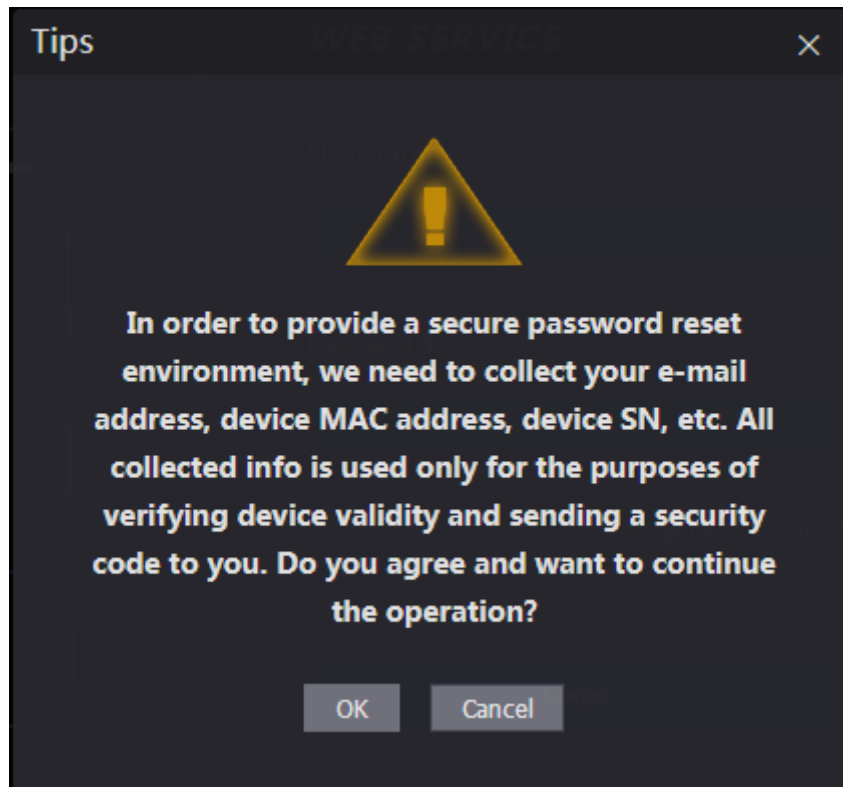 Tips
WEB SERVICE
In order to provide a secure password reset
environment, we need to collect your e-mail
address, device MAC address, device SN, etc. All
collected info is used only for the purposes of
verifying device validity and sending a security
code to you. Do you agree and want to continue
the operation?
OK
Cancel